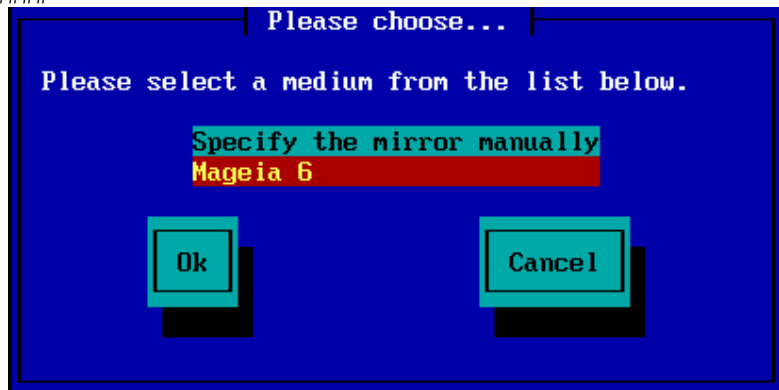 Please choose...
Please select a medium from the list below.
Specify the mirror manually
Mageia 6
Ok Cancel